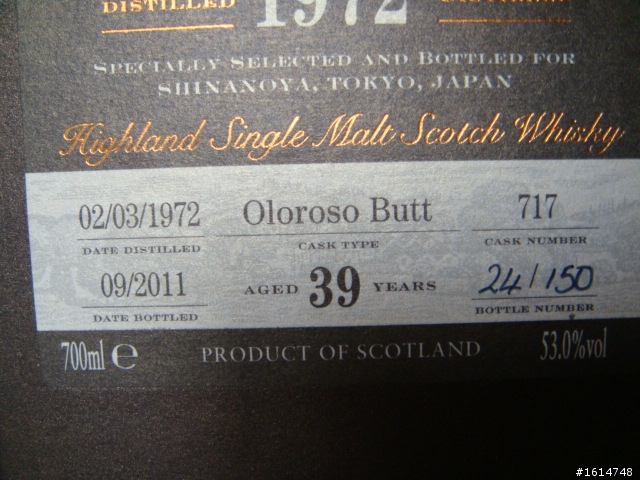 DISTILLED 1972
SPECIALLY SELECTED AND BOTTLED FOR
SHINANOYA, TOKYO, JAPAN
Highland Single Malt Scotch Whisky
02/03/1972 Oloroso Butt 717
DATE DISTILLED CASK TYPE CASK NUMBER
09/2011 AGED 39 YEARS 24/150
DATE BOTTLED BOTTLE NUMBER
700ml e PRODUCT OF SCOTLAND 53.0%vol
#1614748